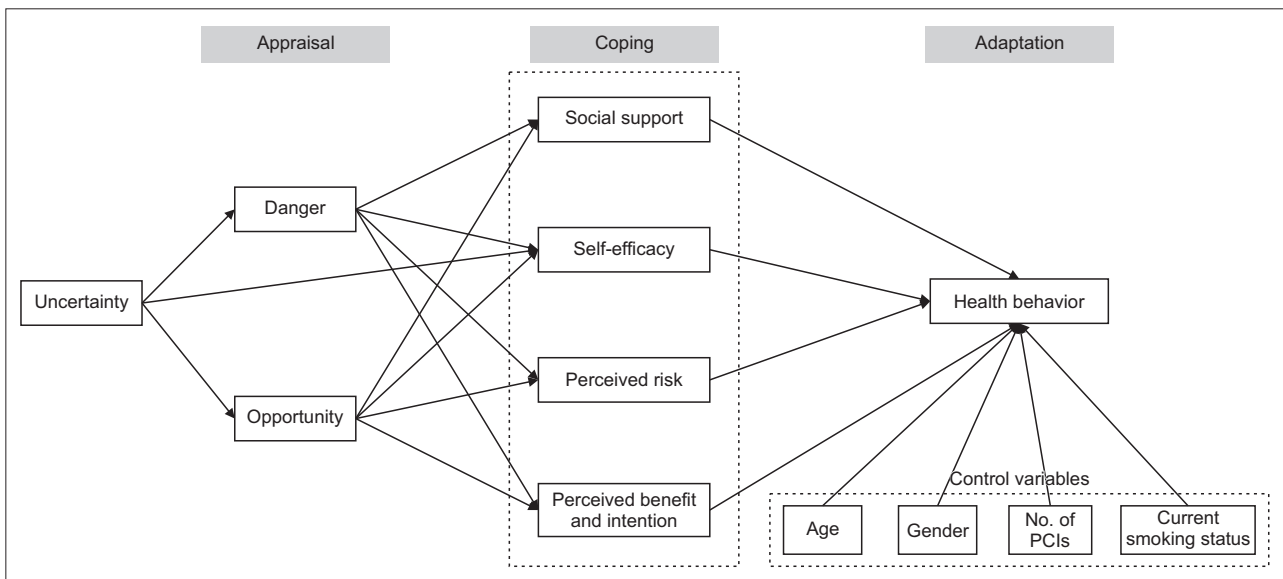 Appraisal
Coping
Adaptation
Social support
Danger
Self-efficacy
Uncertainty
Health behavior
Perceived risk
Opportunity
Control variables
Perceived benefit
and intention
Age
Gender
No. of
PCIs
Current
smoking status